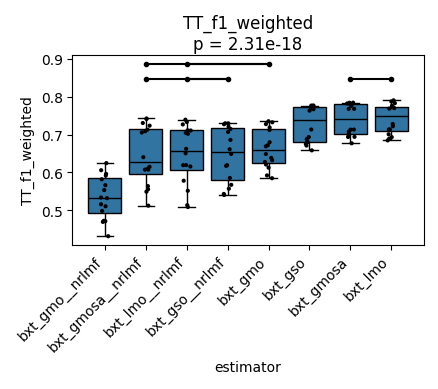 TT_f1_weighted
p = 2.31e-18
TT_f1_weighted
0.9
0.8
0.7
0.6
0.5
bxt_gmo__nrlmf
bxt_gmosa__nrlmf
bxt_lmo__nrlmf
bxt_gso__nrlmf
bxt_gmo
bxt_gso
bxt_gmosa
bxt_lmo
estimator